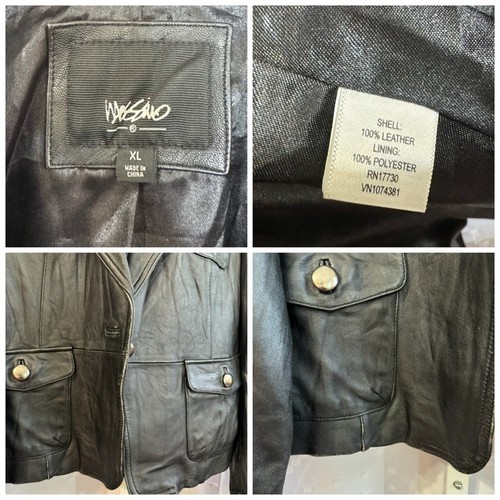 MOSSIMO
®
XL
MADE IN
CHINA
SHELL:
100% LEATHER
LINING:
100% POLYESTER
RN17730
VN1074381